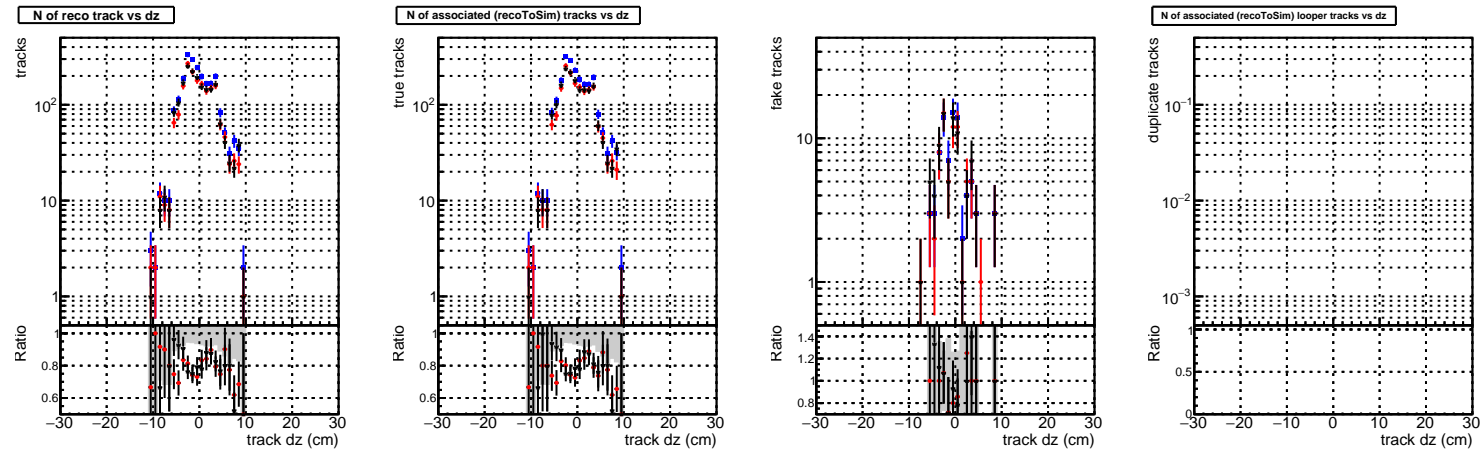 N of reco track vs dz
tracks
10²
10
1
Ratio
1
0.8
0.6
−30 −20 −10 0 10 20 30
track dz (cm)
N of associated (recoToSim) tracks vs dz
true tracks
10²
10
1
Ratio
1
0.8
0.6
−30 −20 −10 0 10 20 30
track dz (cm)
fake tracks
10
1
Ratio
1.4
1.2
1
0.8
−30 −20 −10 0 10 20 30
track dz (cm)
N of associated (recoToSim) looper tracks vs dz
duplicate tracks
10⁻¹
10⁻²
10⁻³
Ratio
1
0.5
0
−30 −20 −10 0 10 20 30
track dz (cm)